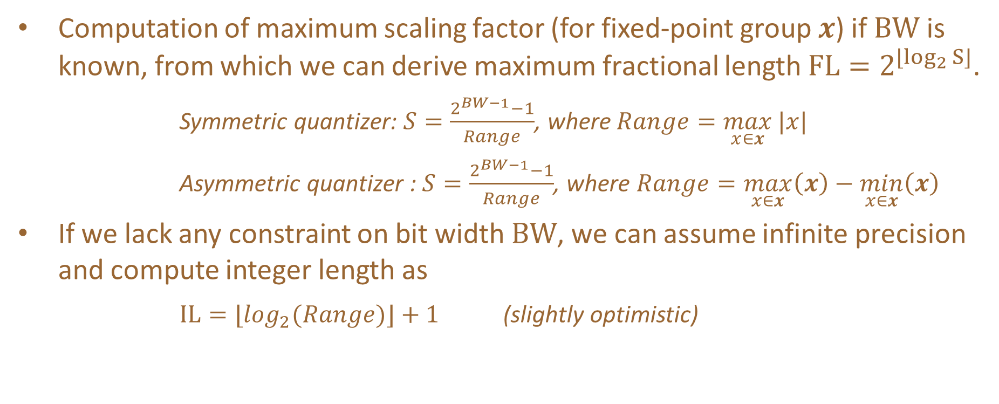 • Computation of maximum scaling factor (for fixed-point group 𝒙) if BW is
known, from which we can derive maximum fractional length FL = 2^⌊log₂ S⌋.
Symmetric quantizer: S = (2^(BW−1) −1)/Range, where Range = max_{x∈𝒙} |x|
Asymmetric quantizer : S = (2^(BW−1) −1)/Range, where Range = max_{x∈𝒙}(𝒙) − min_{x∈𝒙}(𝒙)
• If we lack any constraint on bit width BW, we can assume infinite precision
and compute integer length as
IL = ⌊log₂(Range)⌋ + 1 (slightly optimistic)